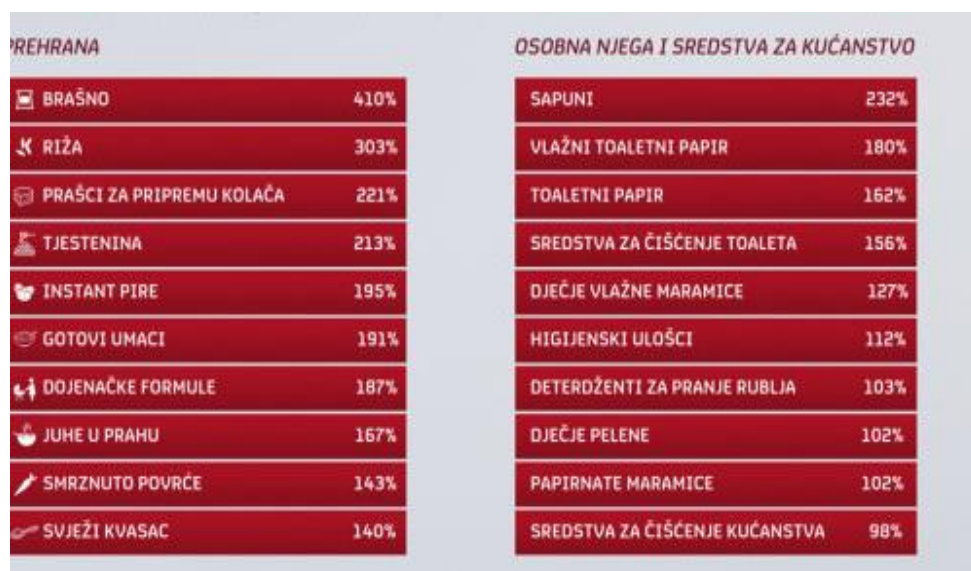 PREHRANA
BRAŠNO 410%
RIŽA 303%
PRAŠCI ZA PRIPREMU KOLAČA 221%
TJESTENINA 213%
INSTANT PIRE 195%
GOTOVI UMACI 191%
DOJENAČKE FORMULE 187%
JUHE U PRAHU 167%
SMRZNUTO POVRĆE 143%
SVJEŽI KVASAC 140%
OSOBNA NJEGA I SREDSTVA ZA KUĆANSTVO
SAPUNI 232%
VLAŽNI TOALETNI PAPIR 180%
TOALETNI PAPIR 162%
SREDSTVA ZA ČIŠĆENJE TOALETA 156%
DJEČJE VLAŽNE MARAMICE 127%
HIGIJENSKI ULOŠCI 112%
DETERDŽENTI ZA PRANJE RUBLJA 103%
DJEČJE PELENE 102%
PAPIRNATE MARAMICE 102%
SREDSTVA ZA ČIŠĆENJE KUĆANSTVA 98%